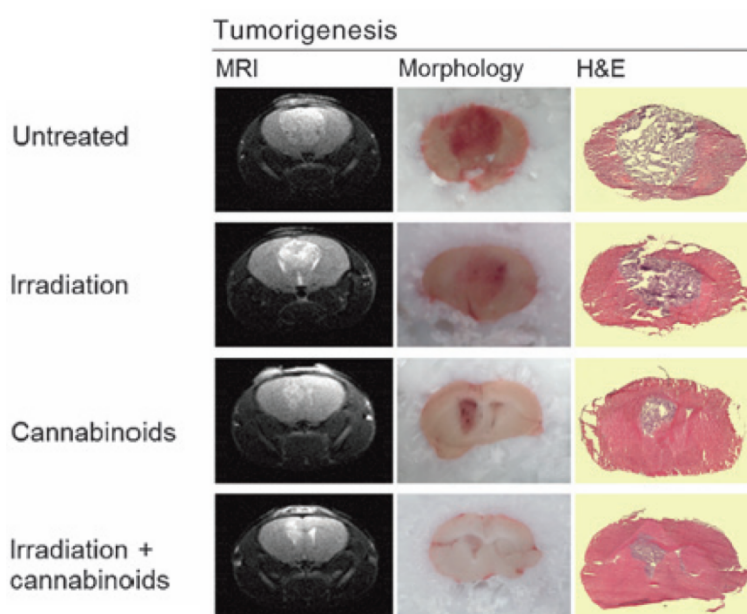 Tumorigenesis
MRI Morphology H&E
Untreated
Irradiation
Cannabinoids
Irradiation +
cannabinoids